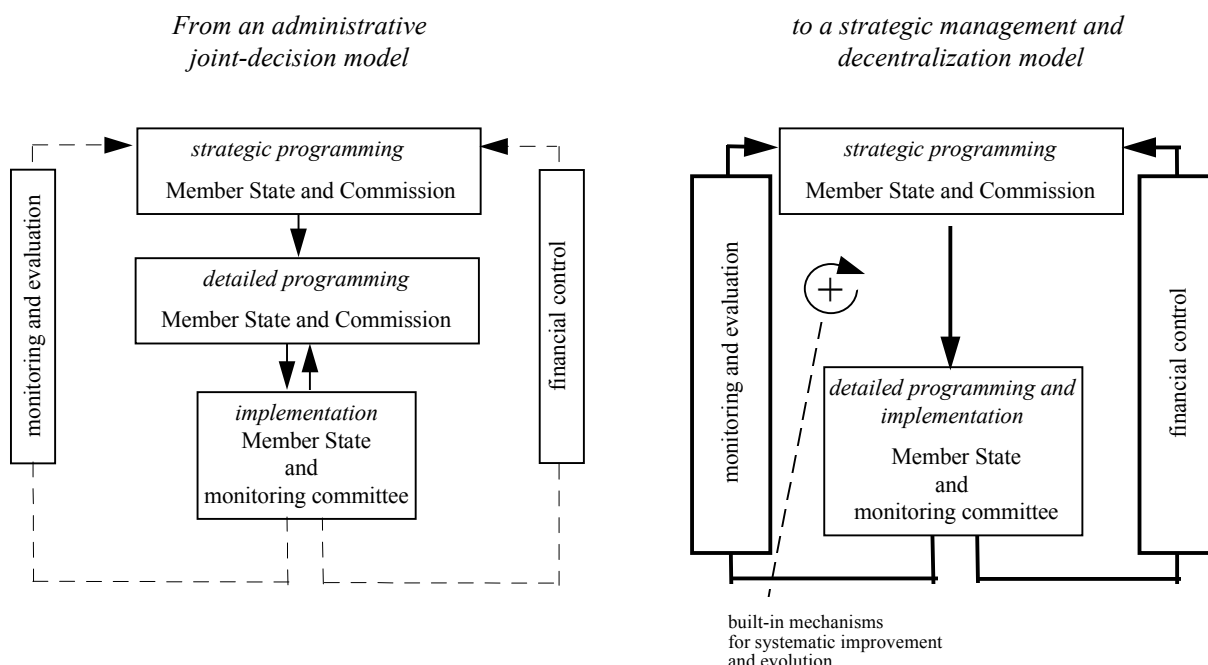 From an administrative
joint-decision model
strategic programming
Member State and Commission
detailed programming
Member State and Commission
implementation
Member State
and
monitoring committee
monitoring and evaluation
financial control
to a strategic management and
decentralization model
strategic programming
Member State and Commission
detailed programming and
implementation
Member State
and
monitoring committee
monitoring and evaluation
financial control
+
built-in mechanisms
for systematic improvement
and evolution